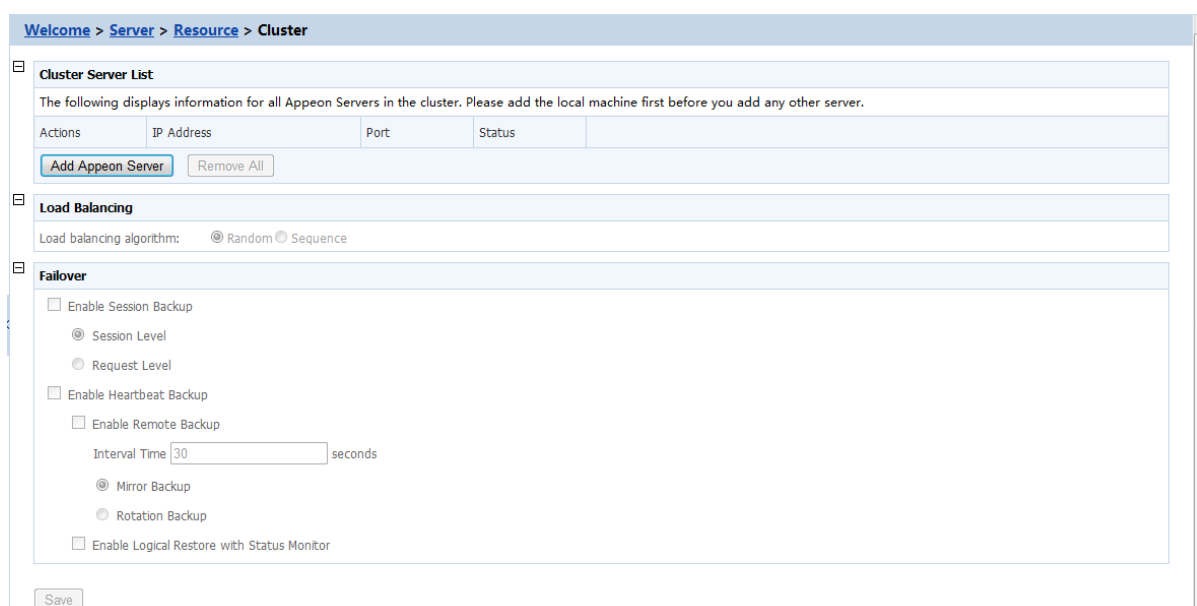 Welcome > Server > Resource > Cluster
Cluster Server List
The following displays information for all Appeon Servers in the cluster. Please add the local machine first before you add any other server.
Actions IP Address Port Status
Add Appeon Server Remove All
Load Balancing
Load balancing algorithm: Random Sequence
Failover
Enable Session Backup
Session Level
Request Level
Enable Heartbeat Backup
Enable Remote Backup
Interval Time 30 seconds
Mirror Backup
Rotation Backup
Enable Logical Restore with Status Monitor
Save